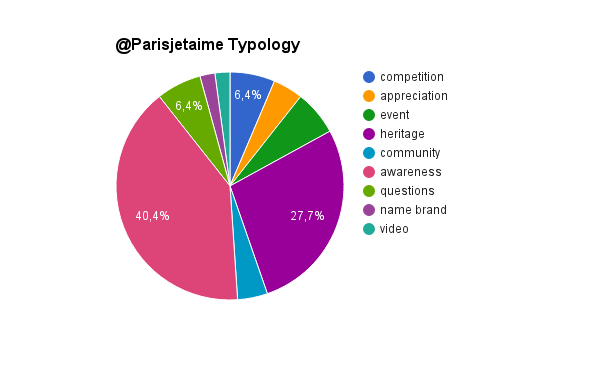 @Parisjetaime Typology
6,4%
6,4%
40,4%
27,7%
competition
appreciation
event
heritage
community
awareness
questions
name brand
video